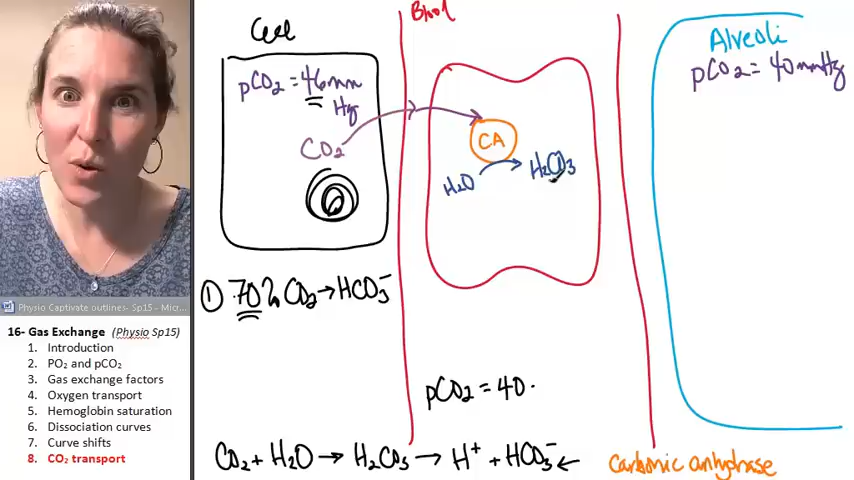 Cell
Blood
Alveoli
pCO₂ = 46mm
Hg
pCO₂ = 40mmHg
CO₂
CA
H₂O
H₂CO₃
① 70% CO₂ → HCO₃⁻
pCO₂ = 40.
CO₂ + H₂O → H₂CO₃ → H⁺ + HCO₃⁻ ←
Carbonic anhydrase
Physio Captivate outlines- Sp15 - Micr...
16- Gas Exchange (Physio Sp15)
1. Introduction
2. PO₂ and pCO₂
3. Gas exchange factors
4. Oxygen transport
5. Hemoglobin saturation
6. Dissociation curves
7. Curve shifts
8. CO₂ transport